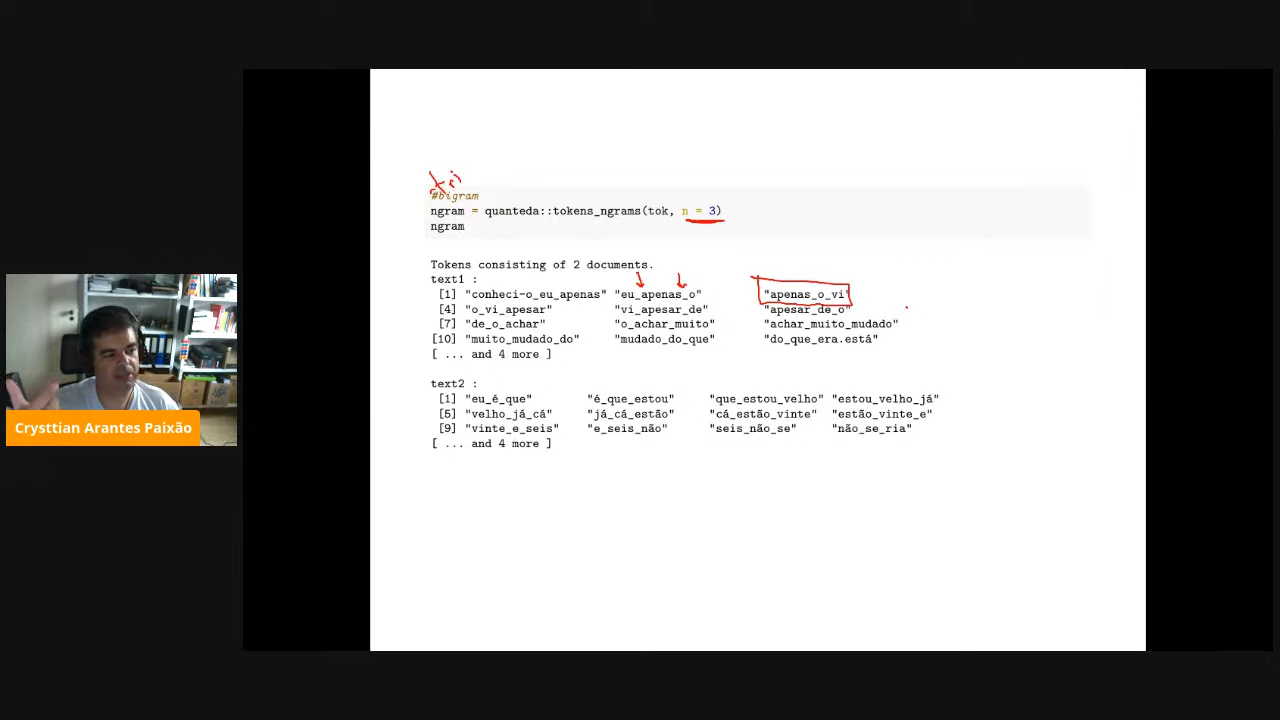 tri
#bigram
ngram = quanteda::tokens_ngrams(tok, n = 3)
ngram
Tokens consisting of 2 documents.
text1 :
[1] "conheci-o_eu_apenas" "eu_apenas_o" "apenas_o_vi"
[4] "o_vi_apesar" "vi_apesar_de" "apesar_de_o"
[7] "de_o_achar" "o_achar_muito" "achar_muito_mudado"
[10] "muito_mudado_do" "mudado_do_que" "do_que_era.está"
[ ... and 4 more ]
text2 :
[1] "eu_é_que" "é_que_estou" "que_estou_velho" "estou_velho_já"
[5] "velho_já_cá" "já_cá_estão" "cá_estão_vinte" "estão_vinte_e"
[9] "vinte_e_seis" "e_seis_não" "seis_não_se" "não_se_ria"
[ ... and 4 more ]
Crysttian Arantes Paixão